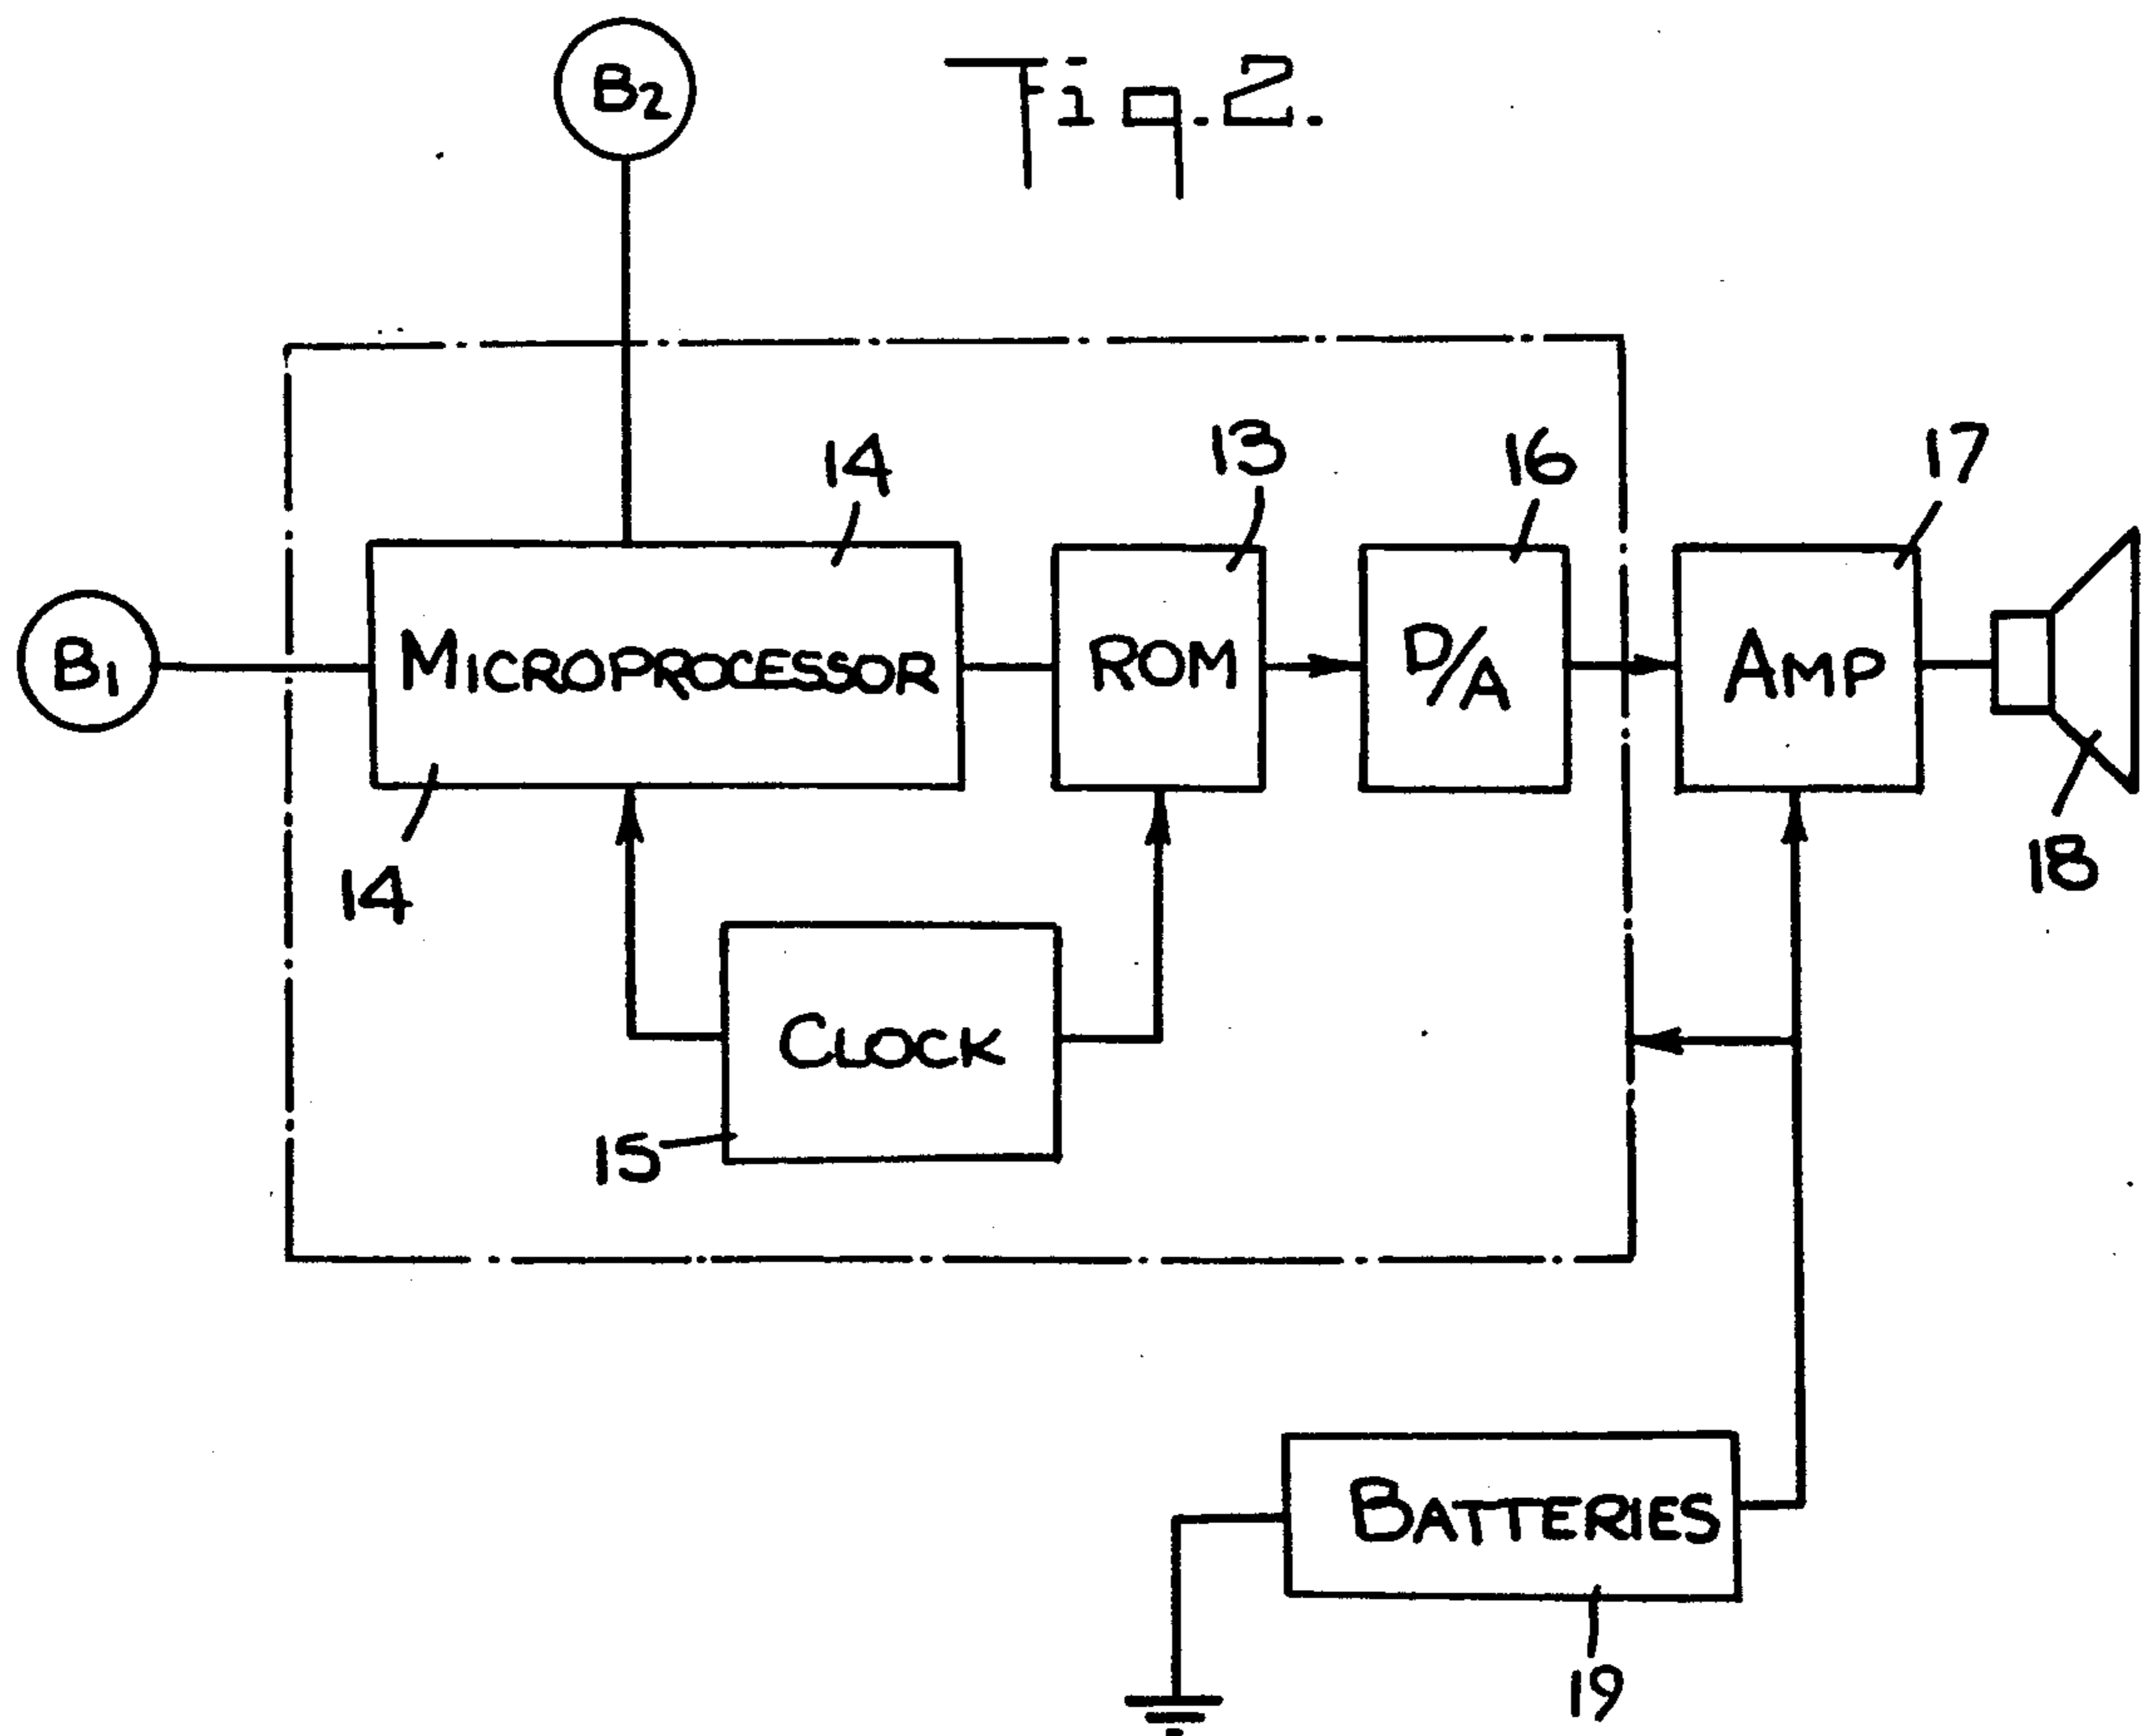 B2
Fig.2.
14
13
16
17
B1
MICROPROCESSOR
ROM
D/A
AMP
14
18
CLOCK
15
BATTERIES
19